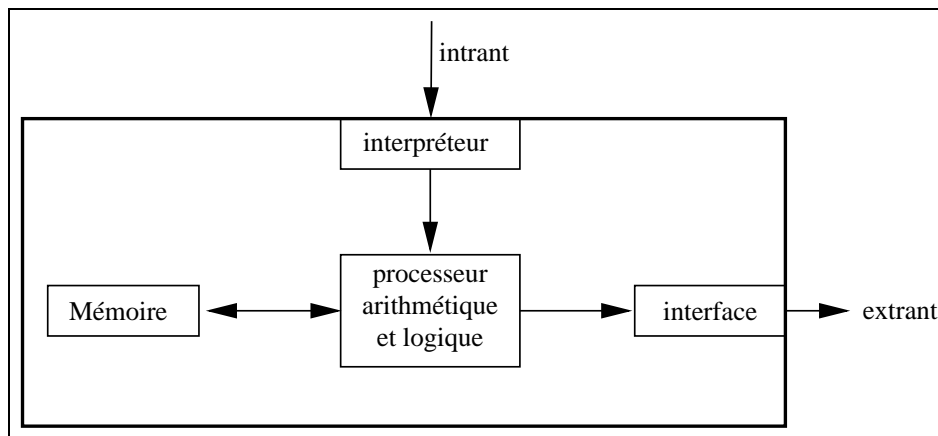 intrant
interpréteur
processeur
arithmétique
et logique
Mémoire
interface
extrant